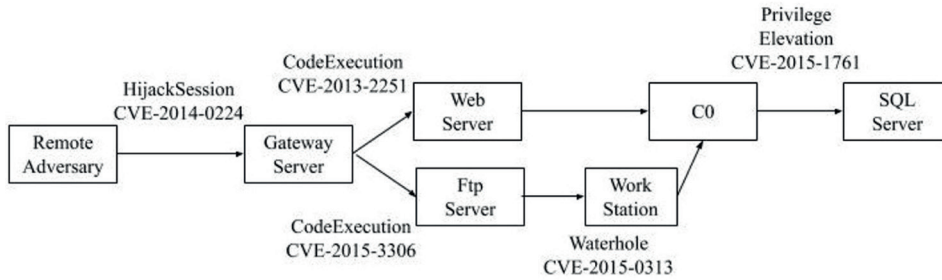 Privilege
Elevation
CVE-2015-1761
CodeExecution
CVE-2013-2251
HijackSession
CVE-2014-0224
Web
Server
C0
SQL
Server
Remote
Adversary
Gateway
Server
Ftp
Server
Work
Station
CodeExecution
CVE-2015-3306
Waterhole
CVE-2015-0313